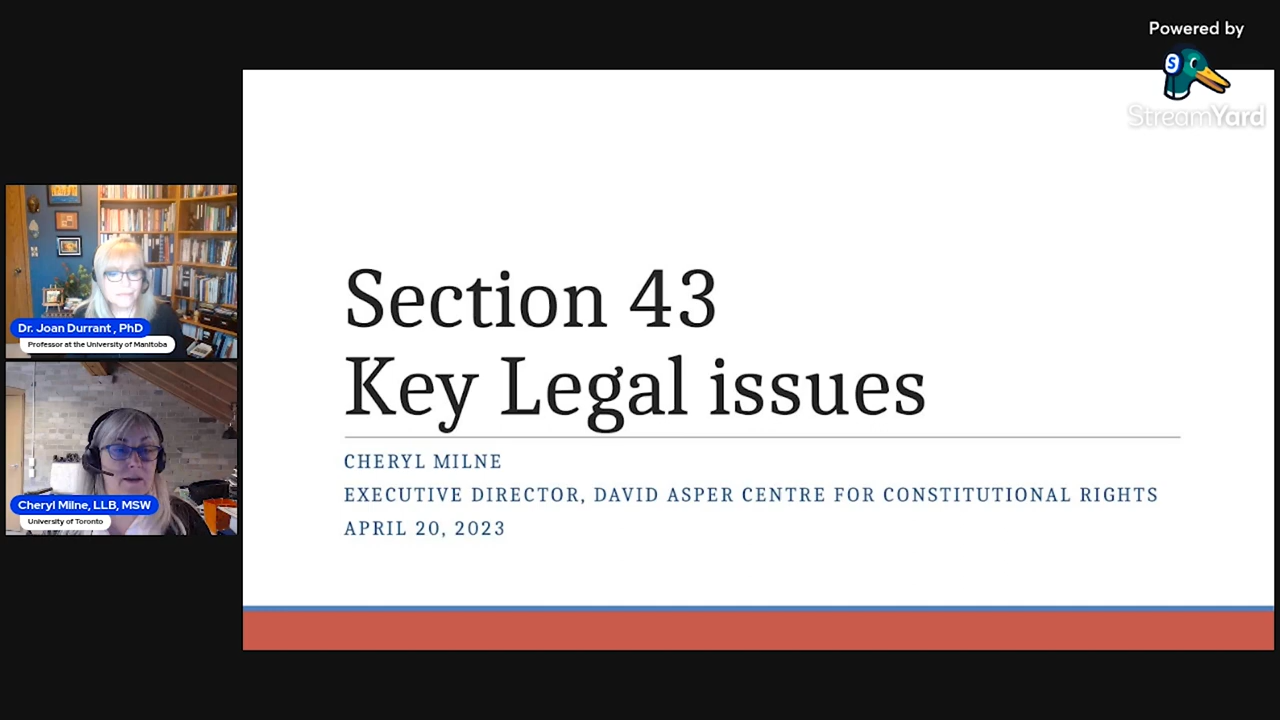 Powered by
StreamYard
Dr. Joan Durrant , PhD
Professor at the University of Manitoba
Cheryl Milne, LLB, MSW
University of Toronto
Section 43
Key Legal issues
CHERYL MILNE
EXECUTIVE DIRECTOR, DAVID ASPER CENTRE FOR CONSTITUTIONAL RIGHTS
APRIL 20, 2023